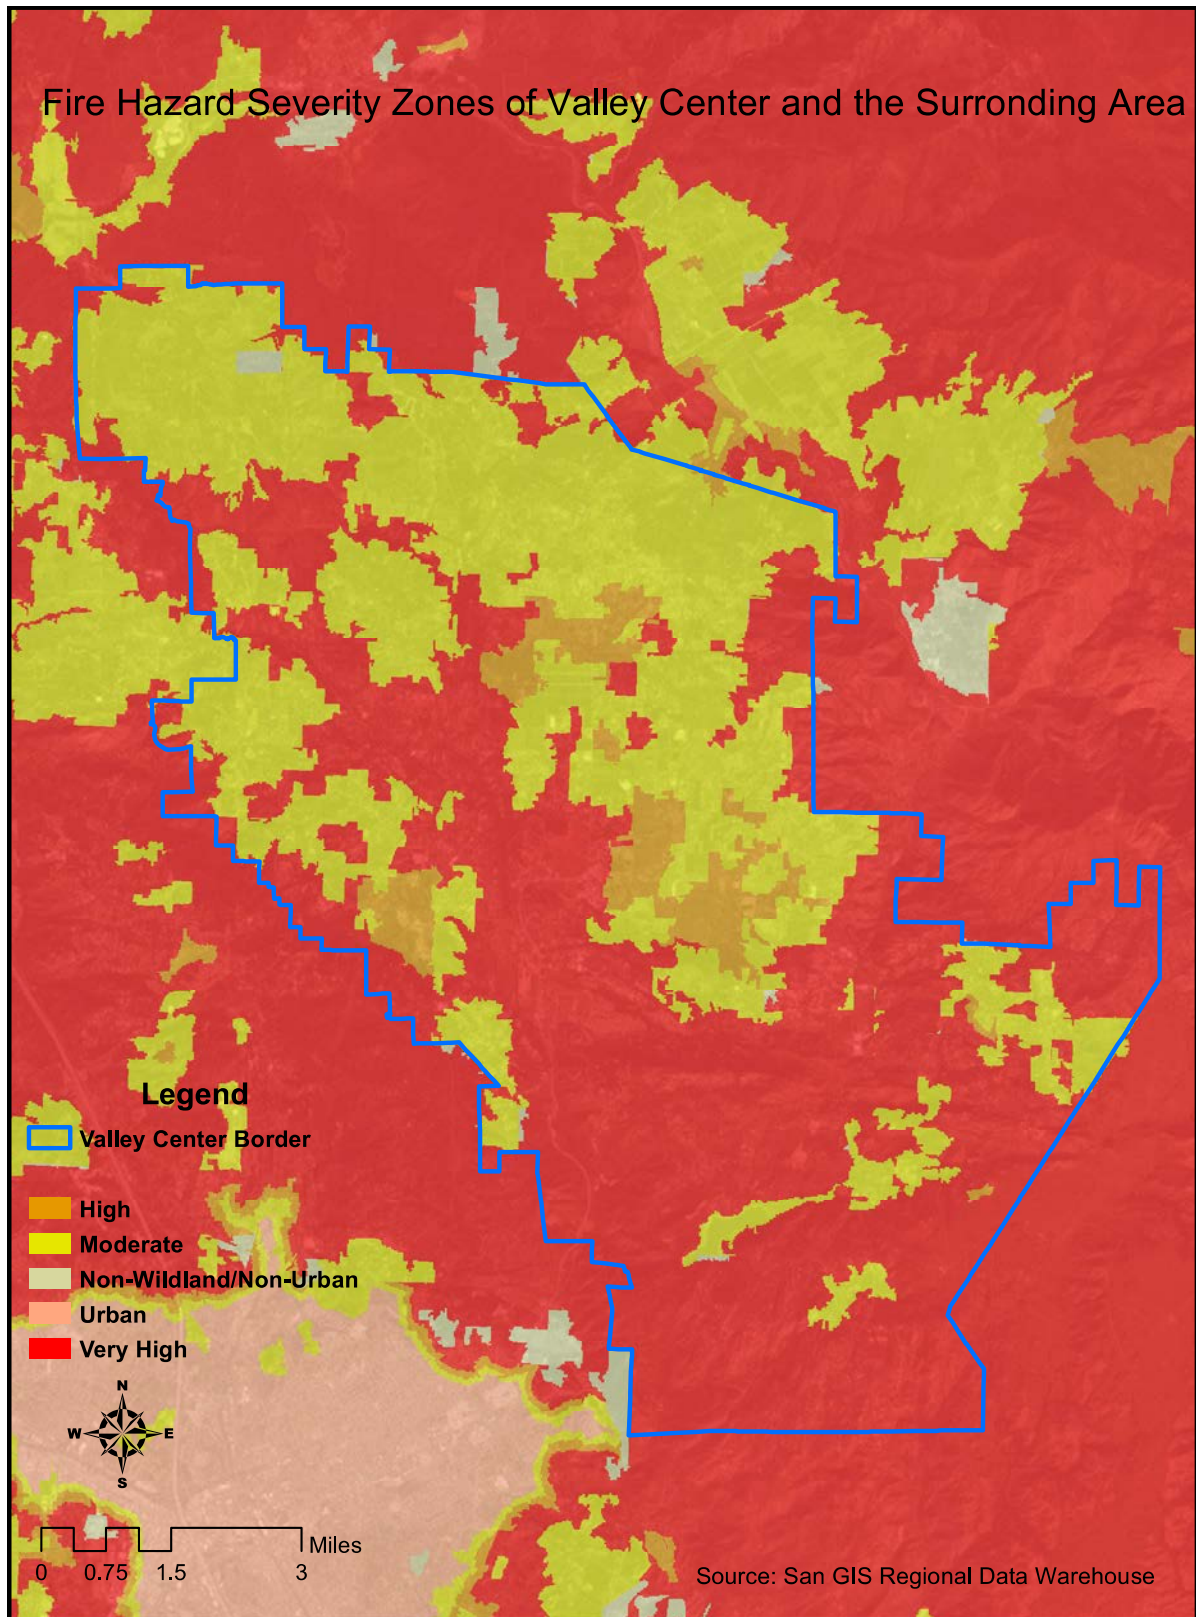 Fire Hazard Severity Zones of Valley Center and the Surronding Area
Legend
Valley Center Border
High
Moderate
Non-Wildland/Non-Urban
Urban
Very High
N
W E
S
Miles
0 0.75 1.5 3
Source: San GIS Regional Data Warehouse